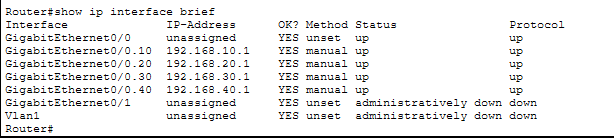 Router#show ip interface brief
Interface IP-Address OK? Method Status Protocol
GigabitEthernet0/0 unassigned YES unset up up
GigabitEthernet0/0.10 192.168.10.1 YES manual up up
GigabitEthernet0/0.20 192.168.20.1 YES manual up up
GigabitEthernet0/0.30 192.168.30.1 YES manual up up
GigabitEthernet0/0.40 192.168.40.1 YES manual up up
GigabitEthernet0/1 unassigned YES unset administratively down down
Vlan1 unassigned YES unset administratively down down
Router#